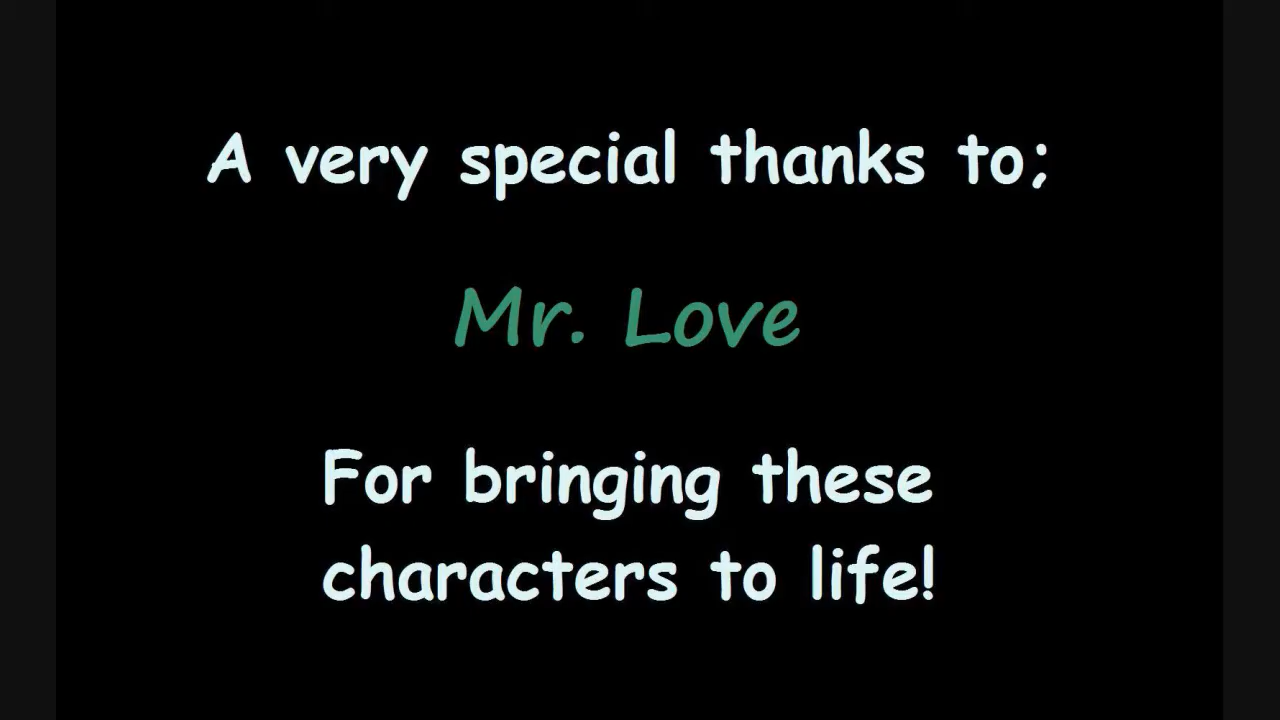 A very special thanks to;
Mr. Love
For bringing these
characters to life!